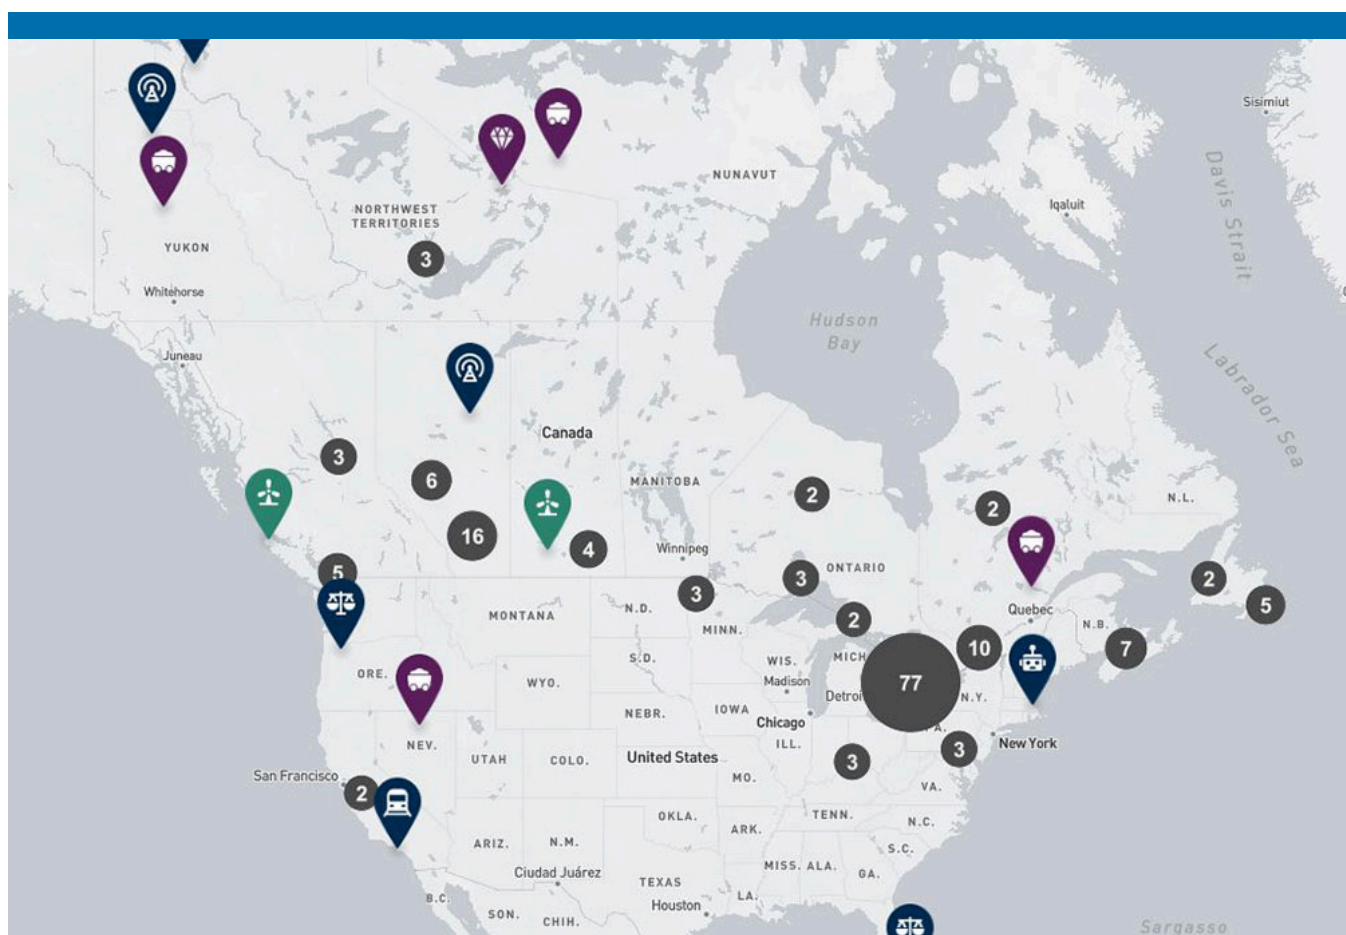 Sisimiut
Davis Strait
NUNAVUT
Iqaluit
NORTHWEST
TERRITORIES
YUKON
3
Whitehorse
Hudson
Bay
Juneau
Labrador Sea
Canada
3
6
MANITOBA
2
N.L.
2
16
4
Winnipeg
ONTARIO
5
3
3
2
5
MONTANA
N.D.
2
Quebec
N.B.
MINN.
10
7
S.D.
WIS.
MICH
ORE.
WYO.
Madison
77
Detroi
N.Y.
NEBR.
IOWA
Chicago
A.
NEV.
ILL.
3
New York
UTAH
COLO.
United States
3
San Francisco
MO.
VA.
2
OKLA.
TENN.
N.C.
ARK.
ARIZ.
N.M.
S.C.
MISS.
ALA.
GA.
Ciudad Juárez
TEXAS
B.C.
LA.
Houston
SON.
CHIH.
Sargasso